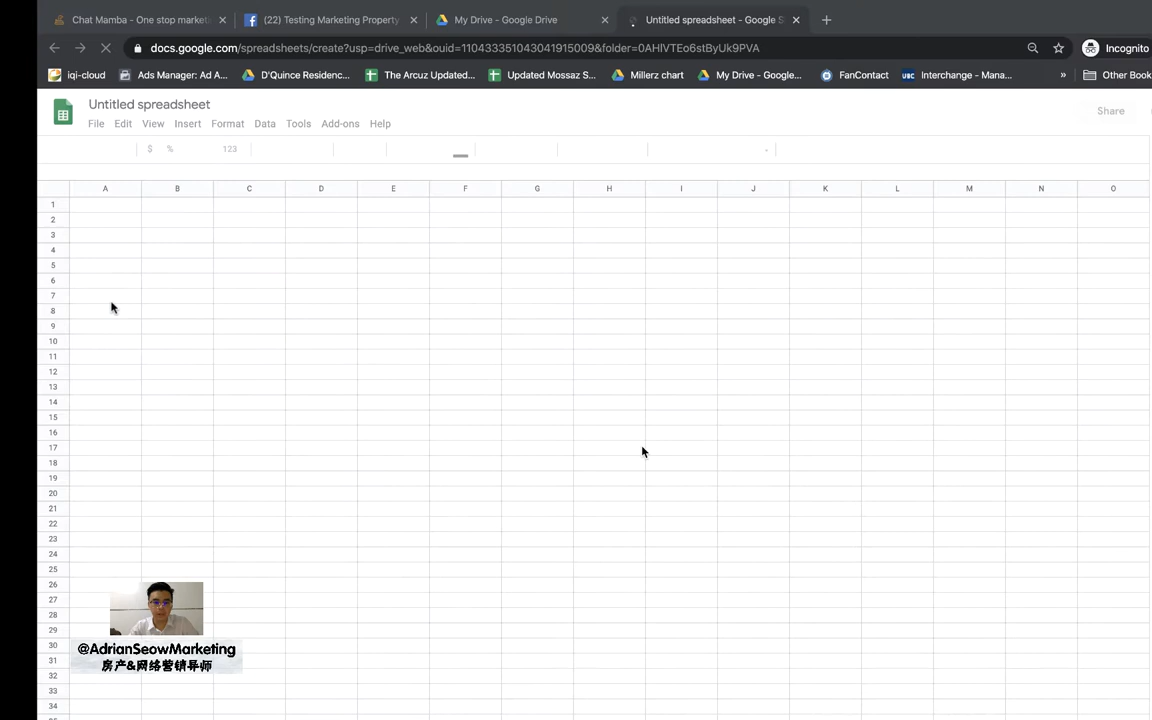 Chat Mamba - One stop marketi
(22) Testing Marketing Property
My Drive - Google Drive
Untitled spreadsheet - Google S
docs.google.com/spreadsheets/create?usp=drive_web&ouid=110433351043041915009&folder=0AHlVTEo6stByUk9PVA
Incognito
iqi-cloud
Ads Manager: Ad A...
D'Quince Residenc...
The Arcuz Updated...
Updated Mossaz S...
Millerz chart
My Drive - Google...
FanContact
UBC
Interchange - Mana...
»
Other Book
Untitled spreadsheet
Share
File Edit View Insert Format Data Tools Add-ons Help
$ % 123
A B C D E F G H I J K L M N O
1
2
3
4
5
6
7
8
9
10
11
12
13
14
15
16
17
18
19
20
21
22
23
24
25
26
27
28
29
30
31
32
33
34
@AdrianSeowMarketing
房产&网络营销导师